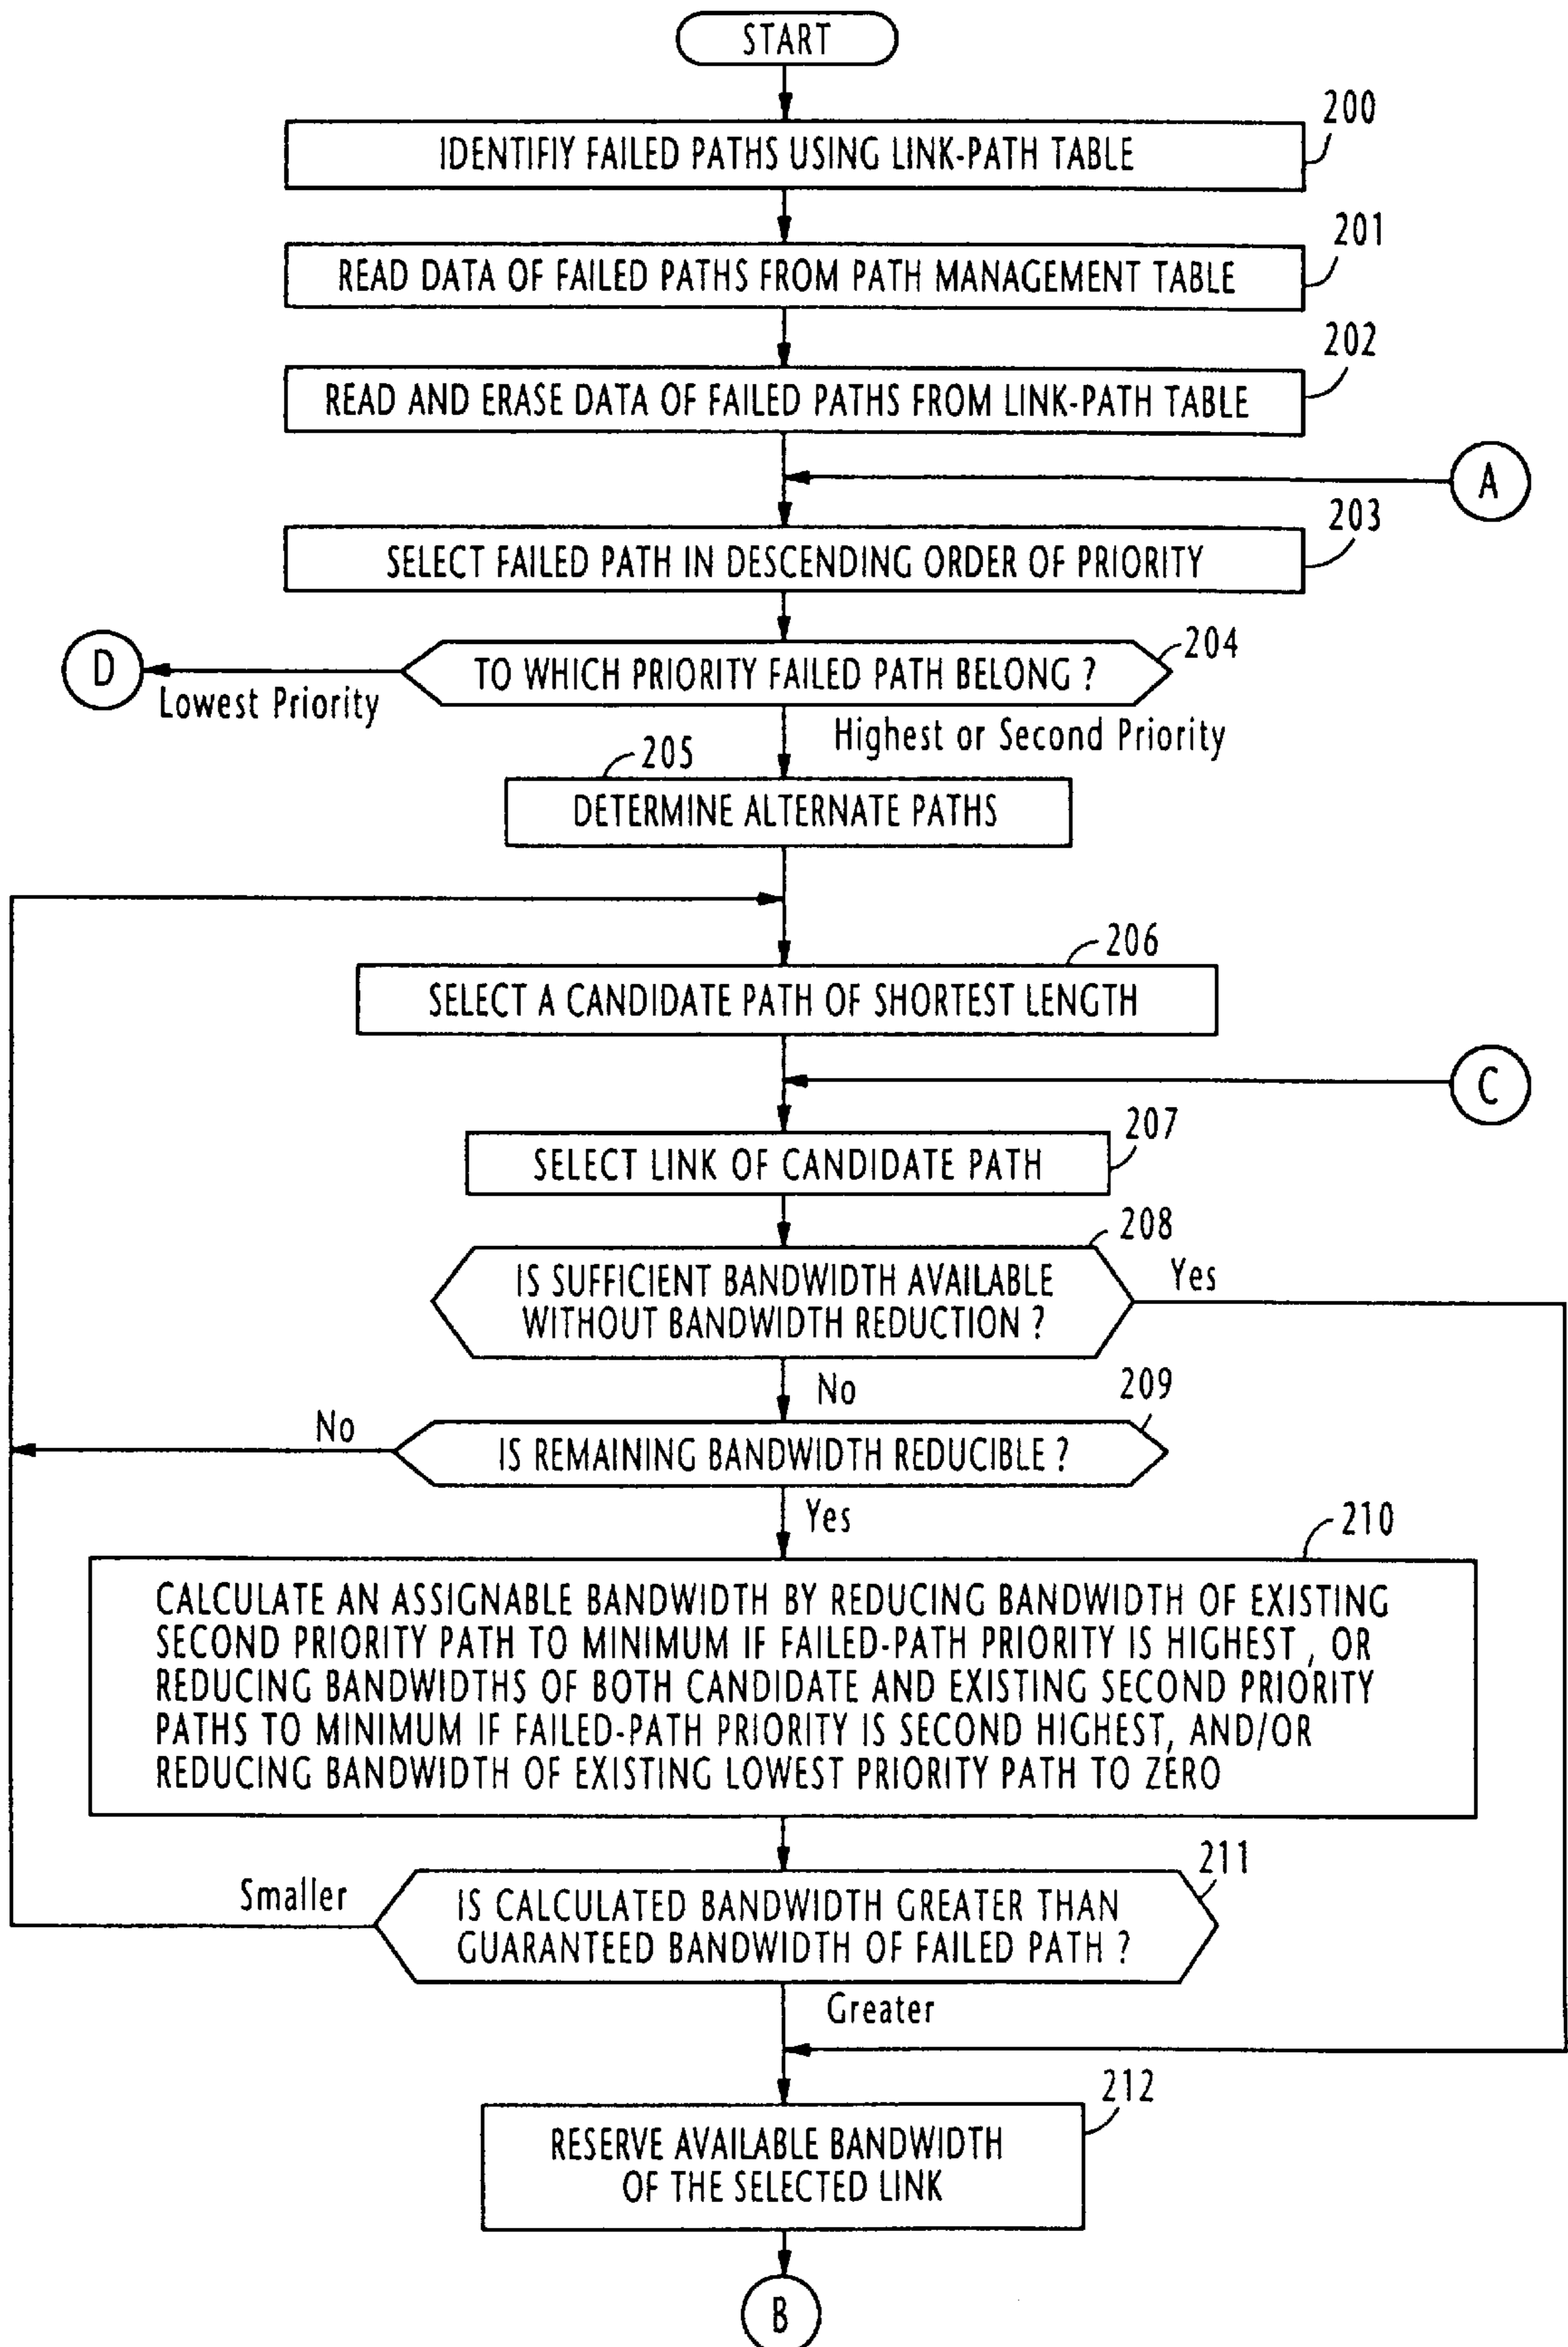 START
200
IDENTIFIY FAILED PATHS USING LINK-PATH TABLE
201
READ DATA OF FAILED PATHS FROM PATH MANAGEMENT TABLE
202
READ AND ERASE DATA OF FAILED PATHS FROM LINK-PATH TABLE
A
203
SELECT FAILED PATH IN DESCENDING ORDER OF PRIORITY
204
D
TO WHICH PRIORITY FAILED PATH BELONG ?
Lowest Priority
Highest or Second Priority
205
DETERMINE ALTERNATE PATHS
206
SELECT A CANDIDATE PATH OF SHORTEST LENGTH
C
207
SELECT LINK OF CANDIDATE PATH
208
IS SUFFICIENT BANDWIDTH AVAILABLE
WITHOUT BANDWIDTH REDUCTION ?
Yes
No
209
No
IS REMAINING BANDWIDTH REDUCIBLE ?
Yes
210
CALCULATE AN ASSIGNABLE BANDWIDTH BY REDUCING BANDWIDTH OF EXISTING
SECOND PRIORITY PATH TO MINIMUM IF FAILED-PATH PRIORITY IS HIGHEST , OR
REDUCING BANDWIDTHS OF BOTH CANDIDATE AND EXISTING SECOND PRIORITY
PATHS TO MINIMUM IF FAILED-PATH PRIORITY IS SECOND HIGHEST, AND/OR
REDUCING BANDWIDTH OF EXISTING LOWEST PRIORITY PATH TO ZERO
211
Smaller
IS CALCULATED BANDWIDTH GREATER THAN
GUARANTEED BANDWIDTH OF FAILED PATH ?
Greater
212
RESERVE AVAILABLE BANDWIDTH
OF THE SELECTED LINK
B